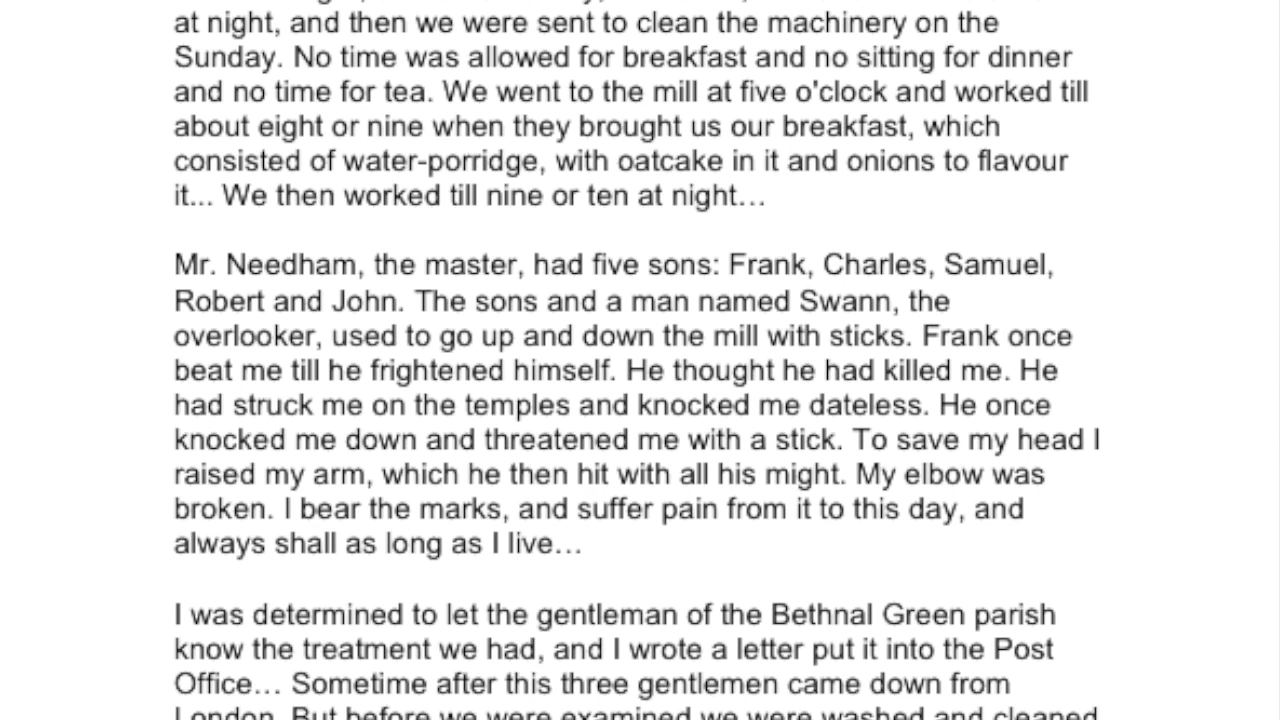 at night, and then we were sent to clean the machinery on the
Sunday. No time was allowed for breakfast and no sitting for dinner
and no time for tea. We went to the mill at five o'clock and worked till
about eight or nine when they brought us our breakfast, which
consisted of water-porridge, with oatcake in it and onions to flavour
it... We then worked till nine or ten at night…
Mr. Needham, the master, had five sons: Frank, Charles, Samuel,
Robert and John. The sons and a man named Swann, the
overlooker, used to go up and down the mill with sticks. Frank once
beat me till he frightened himself. He thought he had killed me. He
had struck me on the temples and knocked me dateless. He once
knocked me down and threatened me with a stick. To save my head I
raised my arm, which he then hit with all his might. My elbow was
broken. I bear the marks, and suffer pain from it to this day, and
always shall as long as I live…
I was determined to let the gentleman of the Bethnal Green parish
know the treatment we had, and I wrote a letter put it into the Post
Office… Sometime after this three gentlemen came down from
London. But before we were examined we were washed and cleaned